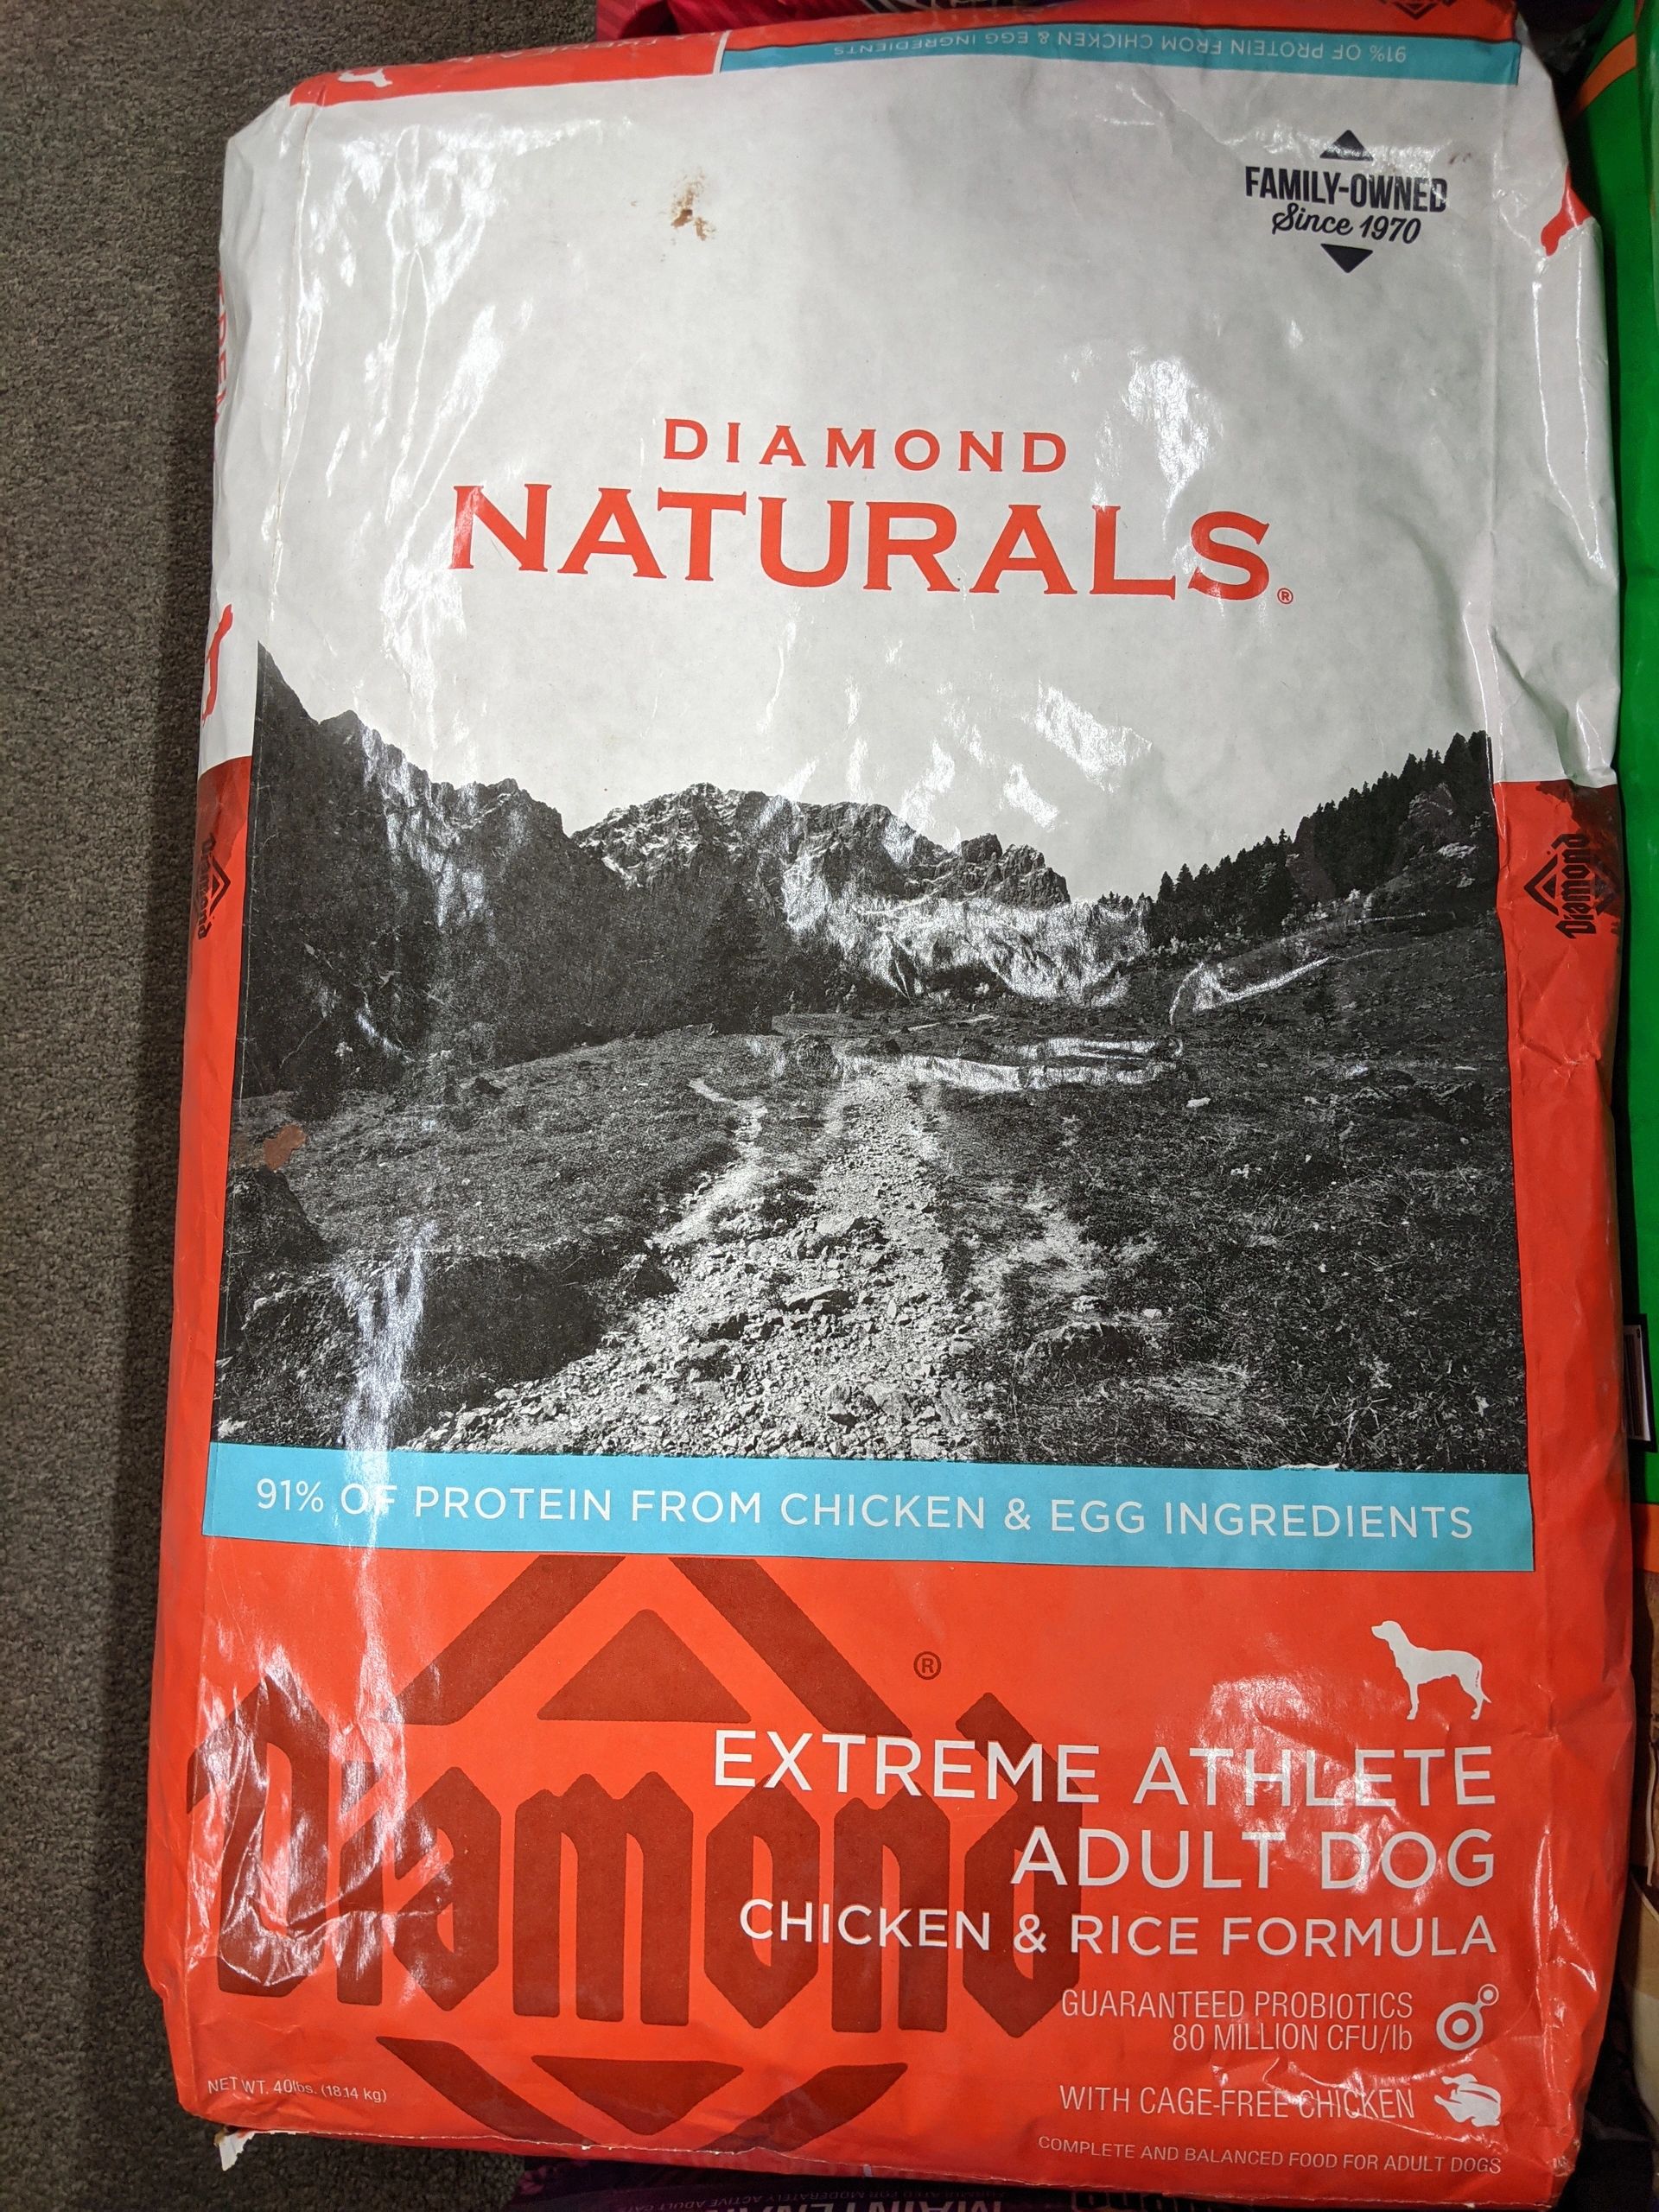 91% OF PROTEIN FROM CHICKEN & EGG INGREDIENTS
FAMILY-OWNED
Since 1970
DIAMOND
NATURALS®
Diamond
Diamond
91% OF PROTEIN FROM CHICKEN & EGG INGREDIENTS
Diamond®
EXTREME ATHLETE
ADULT DOG
CHICKEN & RICE FORMULA
GUARANTEED PROBIOTICS
80 MILLION CFU/lb
WITH CAGE-FREE CHICKEN
NET WT. 40lbs. (18.14 kg)
COMPLETE AND BALANCED FOOD FOR ADULT DOGS